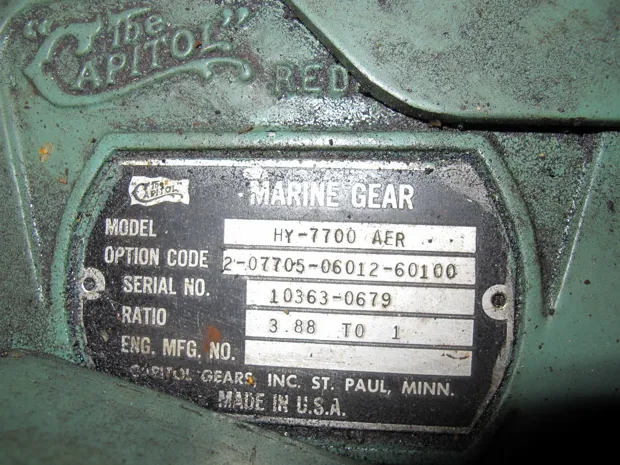 "The
CAPITOL"
RED
The
CAPITOL
MARINE GEAR
MODEL HY-7700 AER
OPTION CODE 2-07705-06012-60100
SERIAL NO. 10363-0679
RATIO 3.88 TO 1
ENG. MFG. NO.
CAPITOL GEARS, INC. ST. PAUL, MINN.
MADE IN U.S.A.